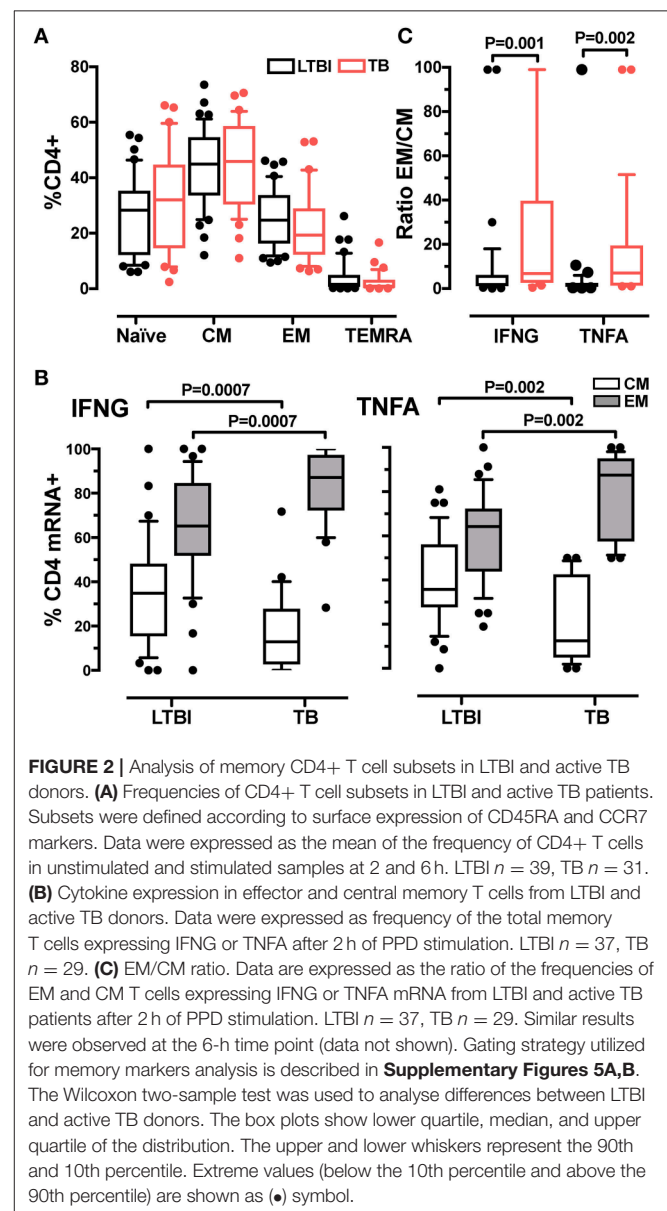 A
LTBI TB
%CD4+
80
60
40
20
0
Naïve CM EM TEMRA
C
P=0.001 P=0.002
Ratio EM/CM
100
80
60
40
20
0
IFNG TNFA
B
P=0.0007
IFNG
P=0.0007
% CD4 mRNA+
100
80
60
40
20
0
LTBI TB
P=0.002
TNFA
P=0.002
CM
EM
LTBI TB
FIGURE 2 | Analysis of memory CD4+ T cell subsets in LTBI and active TB
donors. (A) Frequencies of CD4+ T cell subsets in LTBI and active TB patients.
Subsets were defined according to surface expression of CD45RA and CCR7
markers. Data were expressed as the mean of the frequency of CD4+ T cells
in unstimulated and stimulated samples at 2 and 6 h. LTBI n = 39, TB n = 31.
(B) Cytokine expression in effector and central memory T cells from LTBI and
active TB donors. Data were expressed as frequency of the total memory
T cells expressing IFNG or TNFA after 2 h of PPD stimulation. LTBI n = 37, TB
n = 29. (C) EM/CM ratio. Data are expressed as the ratio of the frequencies of
EM and CM T cells expressing IFNG or TNFA mRNA from LTBI and active TB
patients after 2 h of PPD stimulation. LTBI n = 37, TB n = 29. Similar results
were observed at the 6-h time point (data not shown). Gating strategy utilized
for memory markers analysis is described in Supplementary Figures 5A,B.
The Wilcoxon two-sample test was used to analyse differences between LTBI
and active TB donors. The box plots show lower quartile, median, and upper
quartile of the distribution. The upper and lower whiskers represent the 90th
and 10th percentile. Extreme values (below the 10th percentile and above the
90th percentile) are shown as (●) symbol.